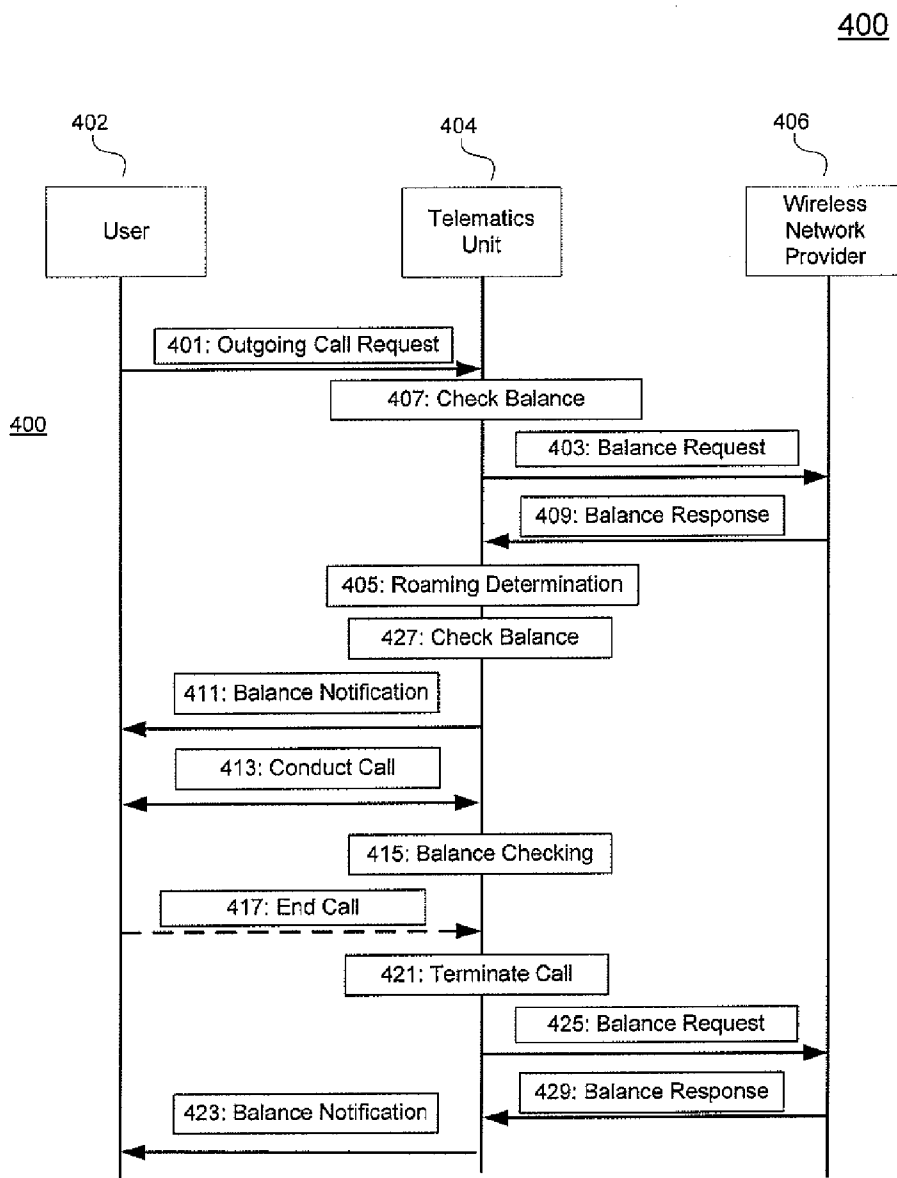 400
402
404
406
User
Telematics
Unit
Wireless
Network
Provider
401: Outgoing Call Request
407: Check Balance
400
403: Balance Request
409: Balance Response
405: Roaming Determination
427: Check Balance
411: Balance Notification
413: Conduct Call
415: Balance Checking
417: End Call
421: Terminate Call
425: Balance Request
429: Balance Response
423: Balance Notification